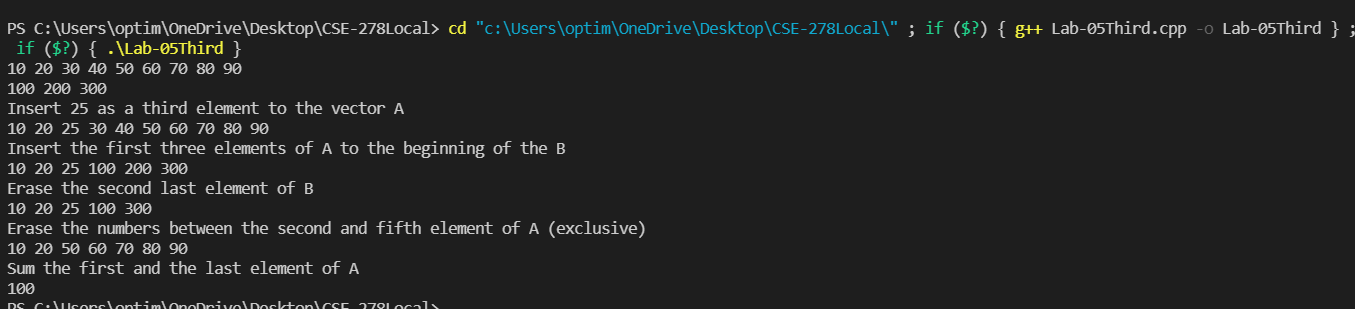 PS C:\Users\optim\OneDrive\Desktop\CSE-278Local> cd "c:\Users\optim\OneDrive\Desktop\CSE-278Local\" ; if ($?) { g++ Lab-05Third.cpp -o Lab-05Third } ;
if ($?) { .\Lab-05Third }
10 20 30 40 50 60 70 80 90
100 200 300
Insert 25 as a third element to the vector A
10 20 25 30 40 50 60 70 80 90
Insert the first three elements of A to the beginning of the B
10 20 25 100 200 300
Erase the second last element of B
10 20 25 100 300
Erase the numbers between the second and fifth element of A (exclusive)
10 20 50 60 70 80 90
Sum the first and the last element of A
100
PS C:\Users\optim\OneDrive\Desktop\CSE-278Local>